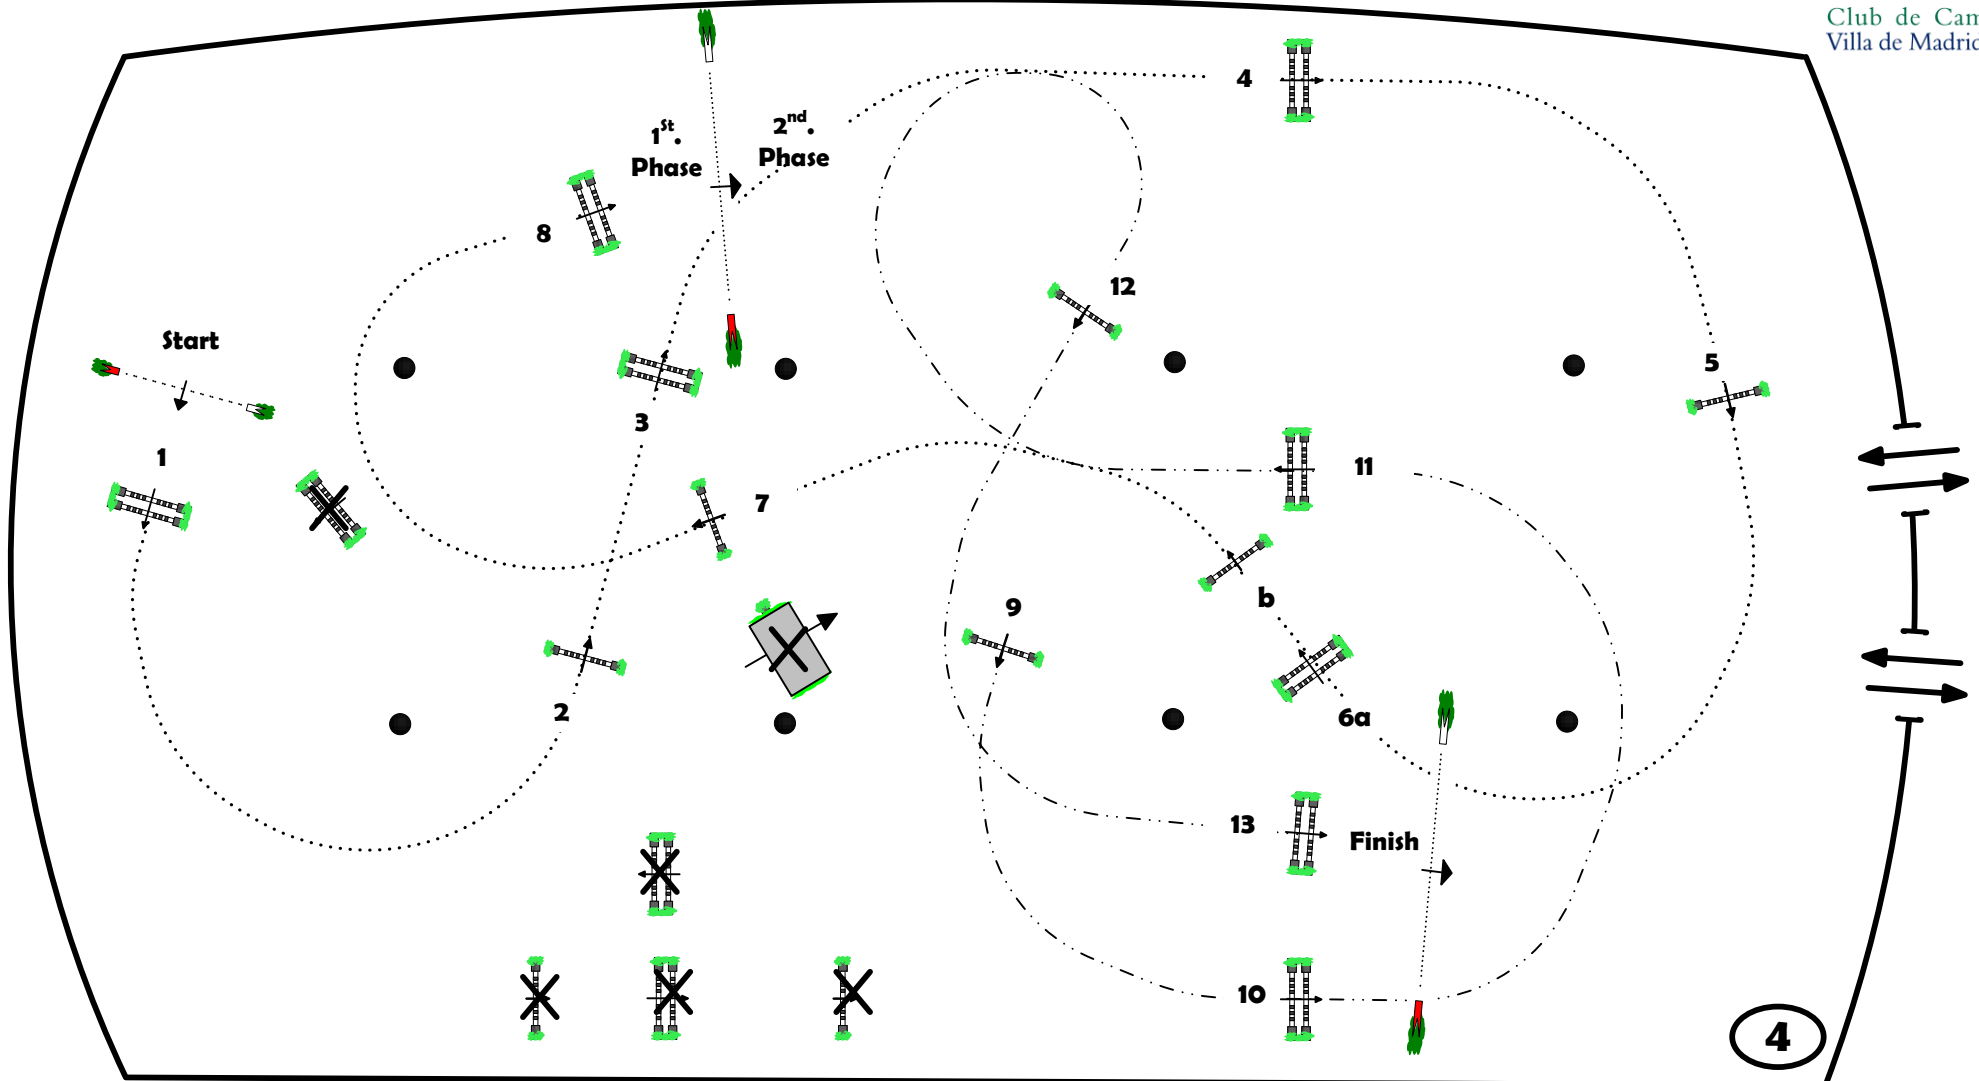 Club de Cam
Villa de Madrid
4
1St.
Phase
2nd.
Phase
8
12
Start
5
3
1
11
7
b
9
2
6a
13
Finish
10
4